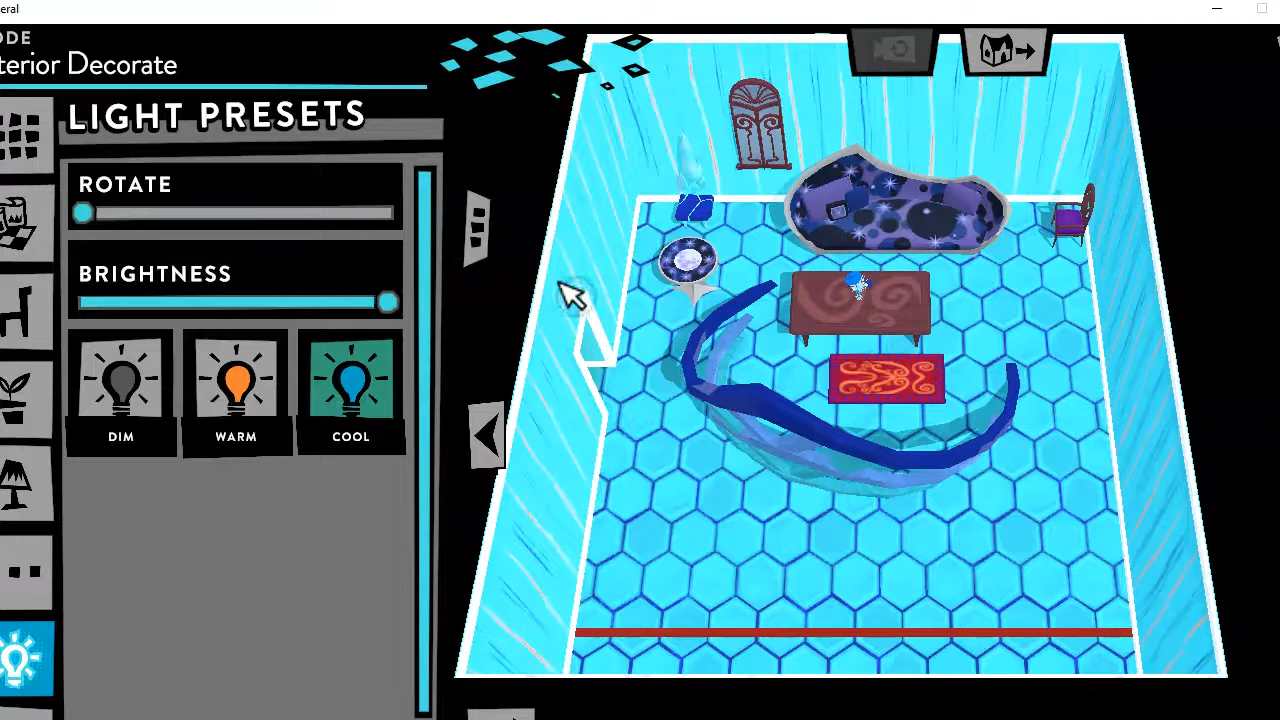 eral
ODE
terior Decorate
LIGHT PRESETS
ROTATE
BRIGHTNESS
DIM
WARM
COOL